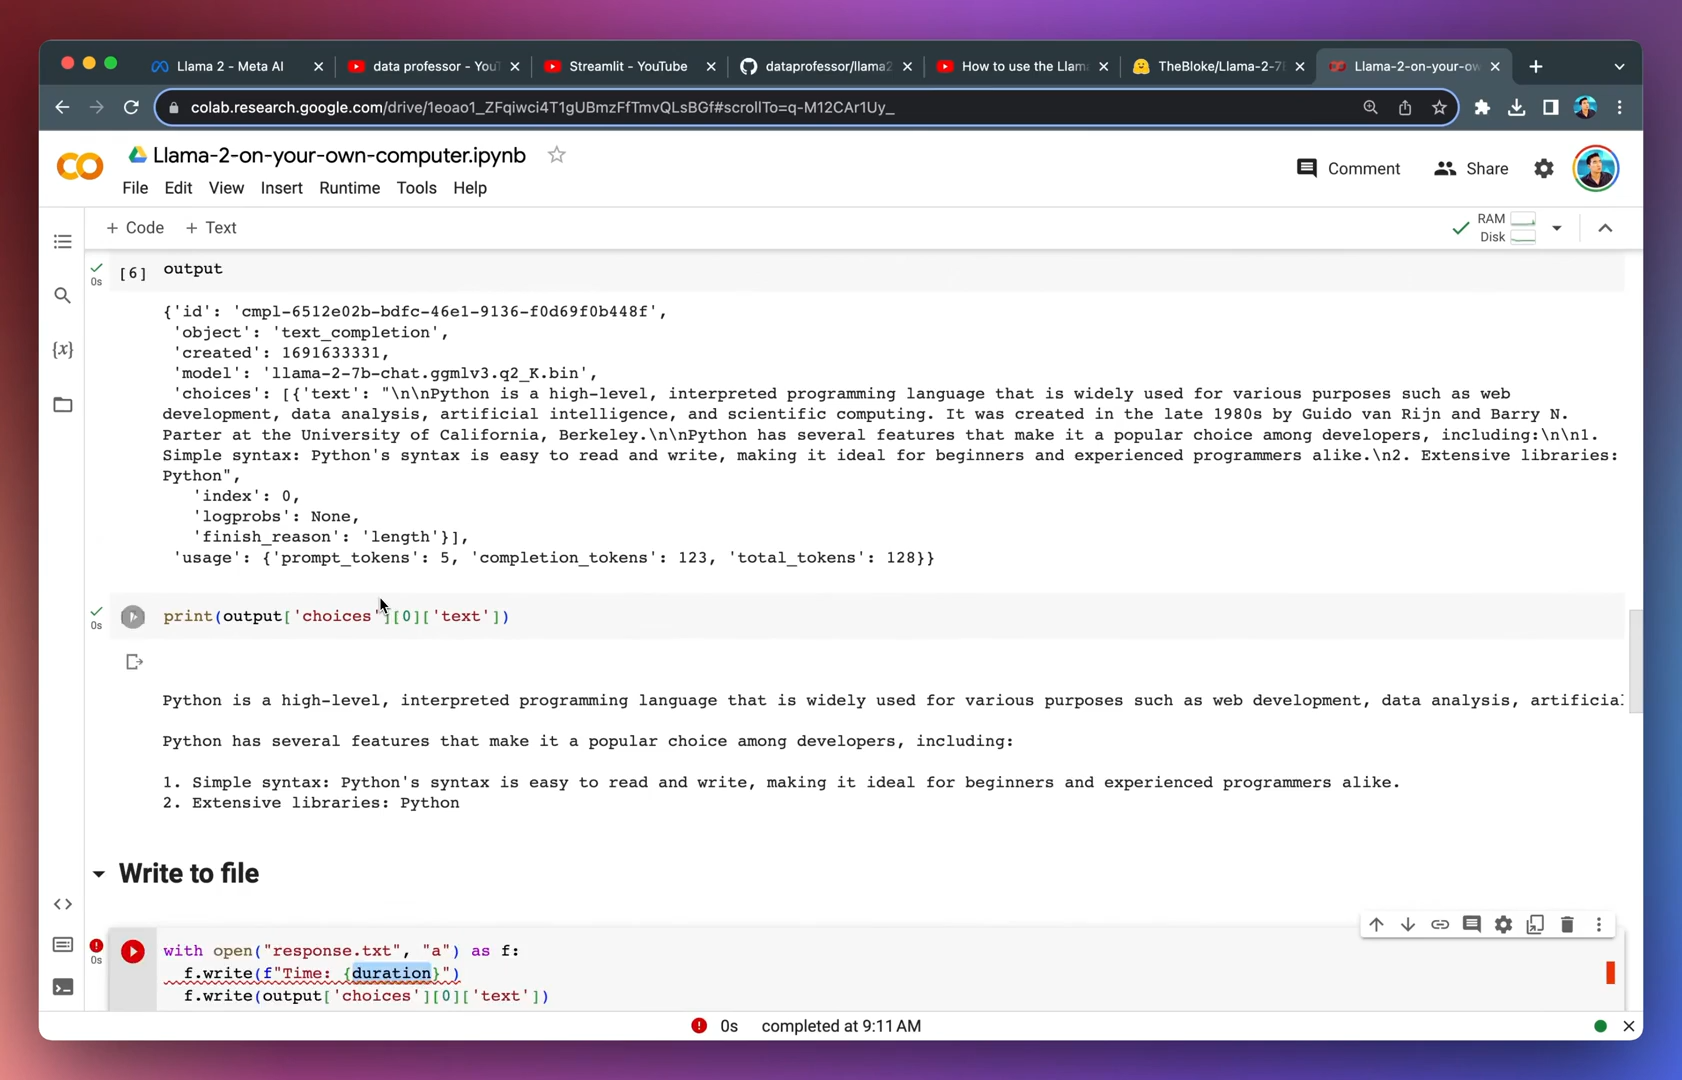 Llama 2 - Meta AI
data professor - You
Streamlit - YouTube
dataprofessor/llama2
How to use the Llam
TheBloke/Llama-2-7
Llama-2-on-your-ow
colab.research.google.com/drive/1eoao1_ZFqiwci4T1gUBmzFfTmvQLsBGf#scrollTo=q-M12CAr1Uy_
Llama-2-on-your-own-computer.ipynb
Comment
Share
File Edit View Insert Runtime Tools Help
+ Code + Text
RAM
Disk
0s
[6] output
{'id': 'cmpl-6512e02b-bdfc-46e1-9136-f0d69f0b448f',
'object': 'text_completion',
'created': 1691633331,
'model': 'llama-2-7b-chat.ggmlv3.q2_K.bin',
'choices': [{'text': "\n\nPython is a high-level, interpreted programming language that is widely used for various purposes such as web
development, data analysis, artificial intelligence, and scientific computing. It was created in the late 1980s by Guido van Rijn and Barry N.
Parter at the University of California, Berkeley.\n\nPython has several features that make it a popular choice among developers, including:\n\n1.
Simple syntax: Python's syntax is easy to read and write, making it ideal for beginners and experienced programmers alike.\n2. Extensive libraries:
Python",
'index': 0,
'logprobs': None,
'finish_reason': 'length'}],
'usage': {'prompt_tokens': 5, 'completion_tokens': 123, 'total_tokens': 128}}
0s
print(output['choices'][0]['text'])
Python is a high-level, interpreted programming language that is widely used for various purposes such as web development, data analysis, artificial
Python has several features that make it a popular choice among developers, including:
1. Simple syntax: Python's syntax is easy to read and write, making it ideal for beginners and experienced programmers alike.
2. Extensive libraries: Python
Write to file
0s
with open("response.txt", "a") as f:
f.write(f"Time: {duration}")
f.write(output['choices'][0]['text'])
0s completed at 9:11 AM